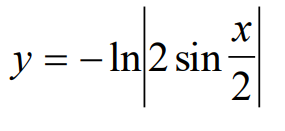 y = − ln|2 sin x/2|